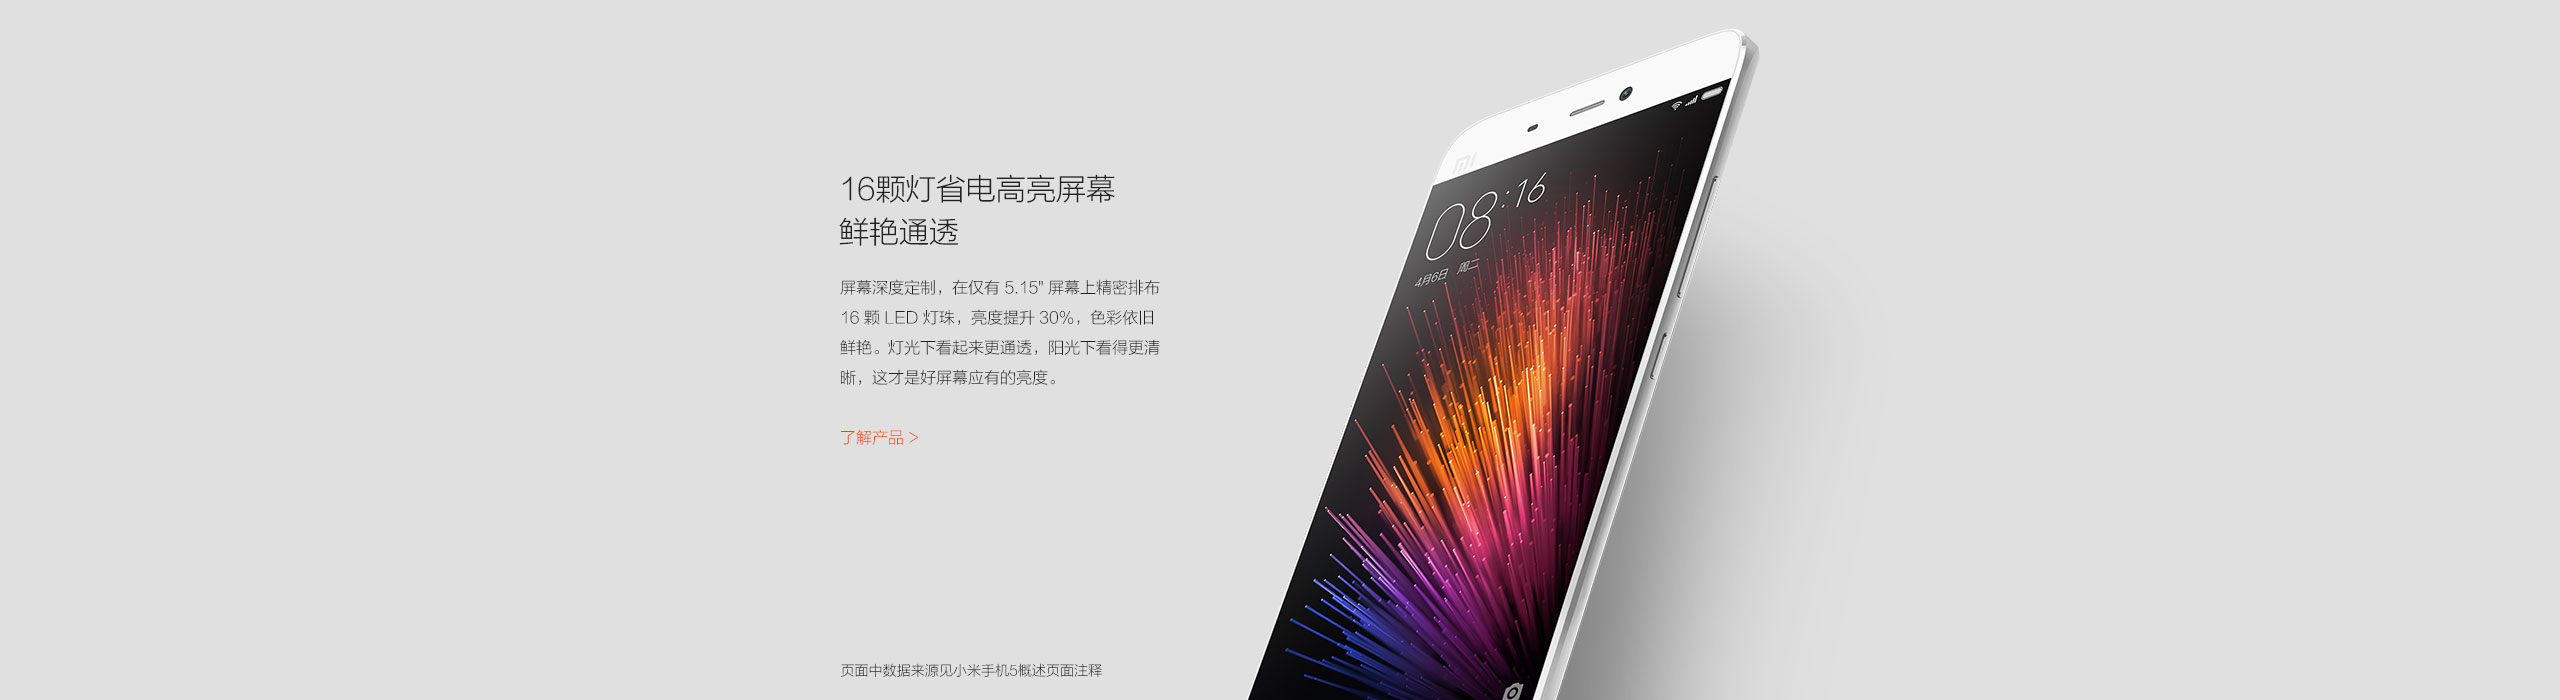 16颗灯省电高亮屏幕
鲜艳通透
屏幕深度定制，在仅有 5.15" 屏幕上精密排布
16 颗 LED 灯珠，亮度提升 30%，色彩依旧
鲜艳。灯光下看起来更通透，阳光下看得更清
晰，这才是好屏幕应有的亮度。
了解产品 >
页面中数据来源见小米手机5概述页面注释
MI
08:16
4月6日 周二